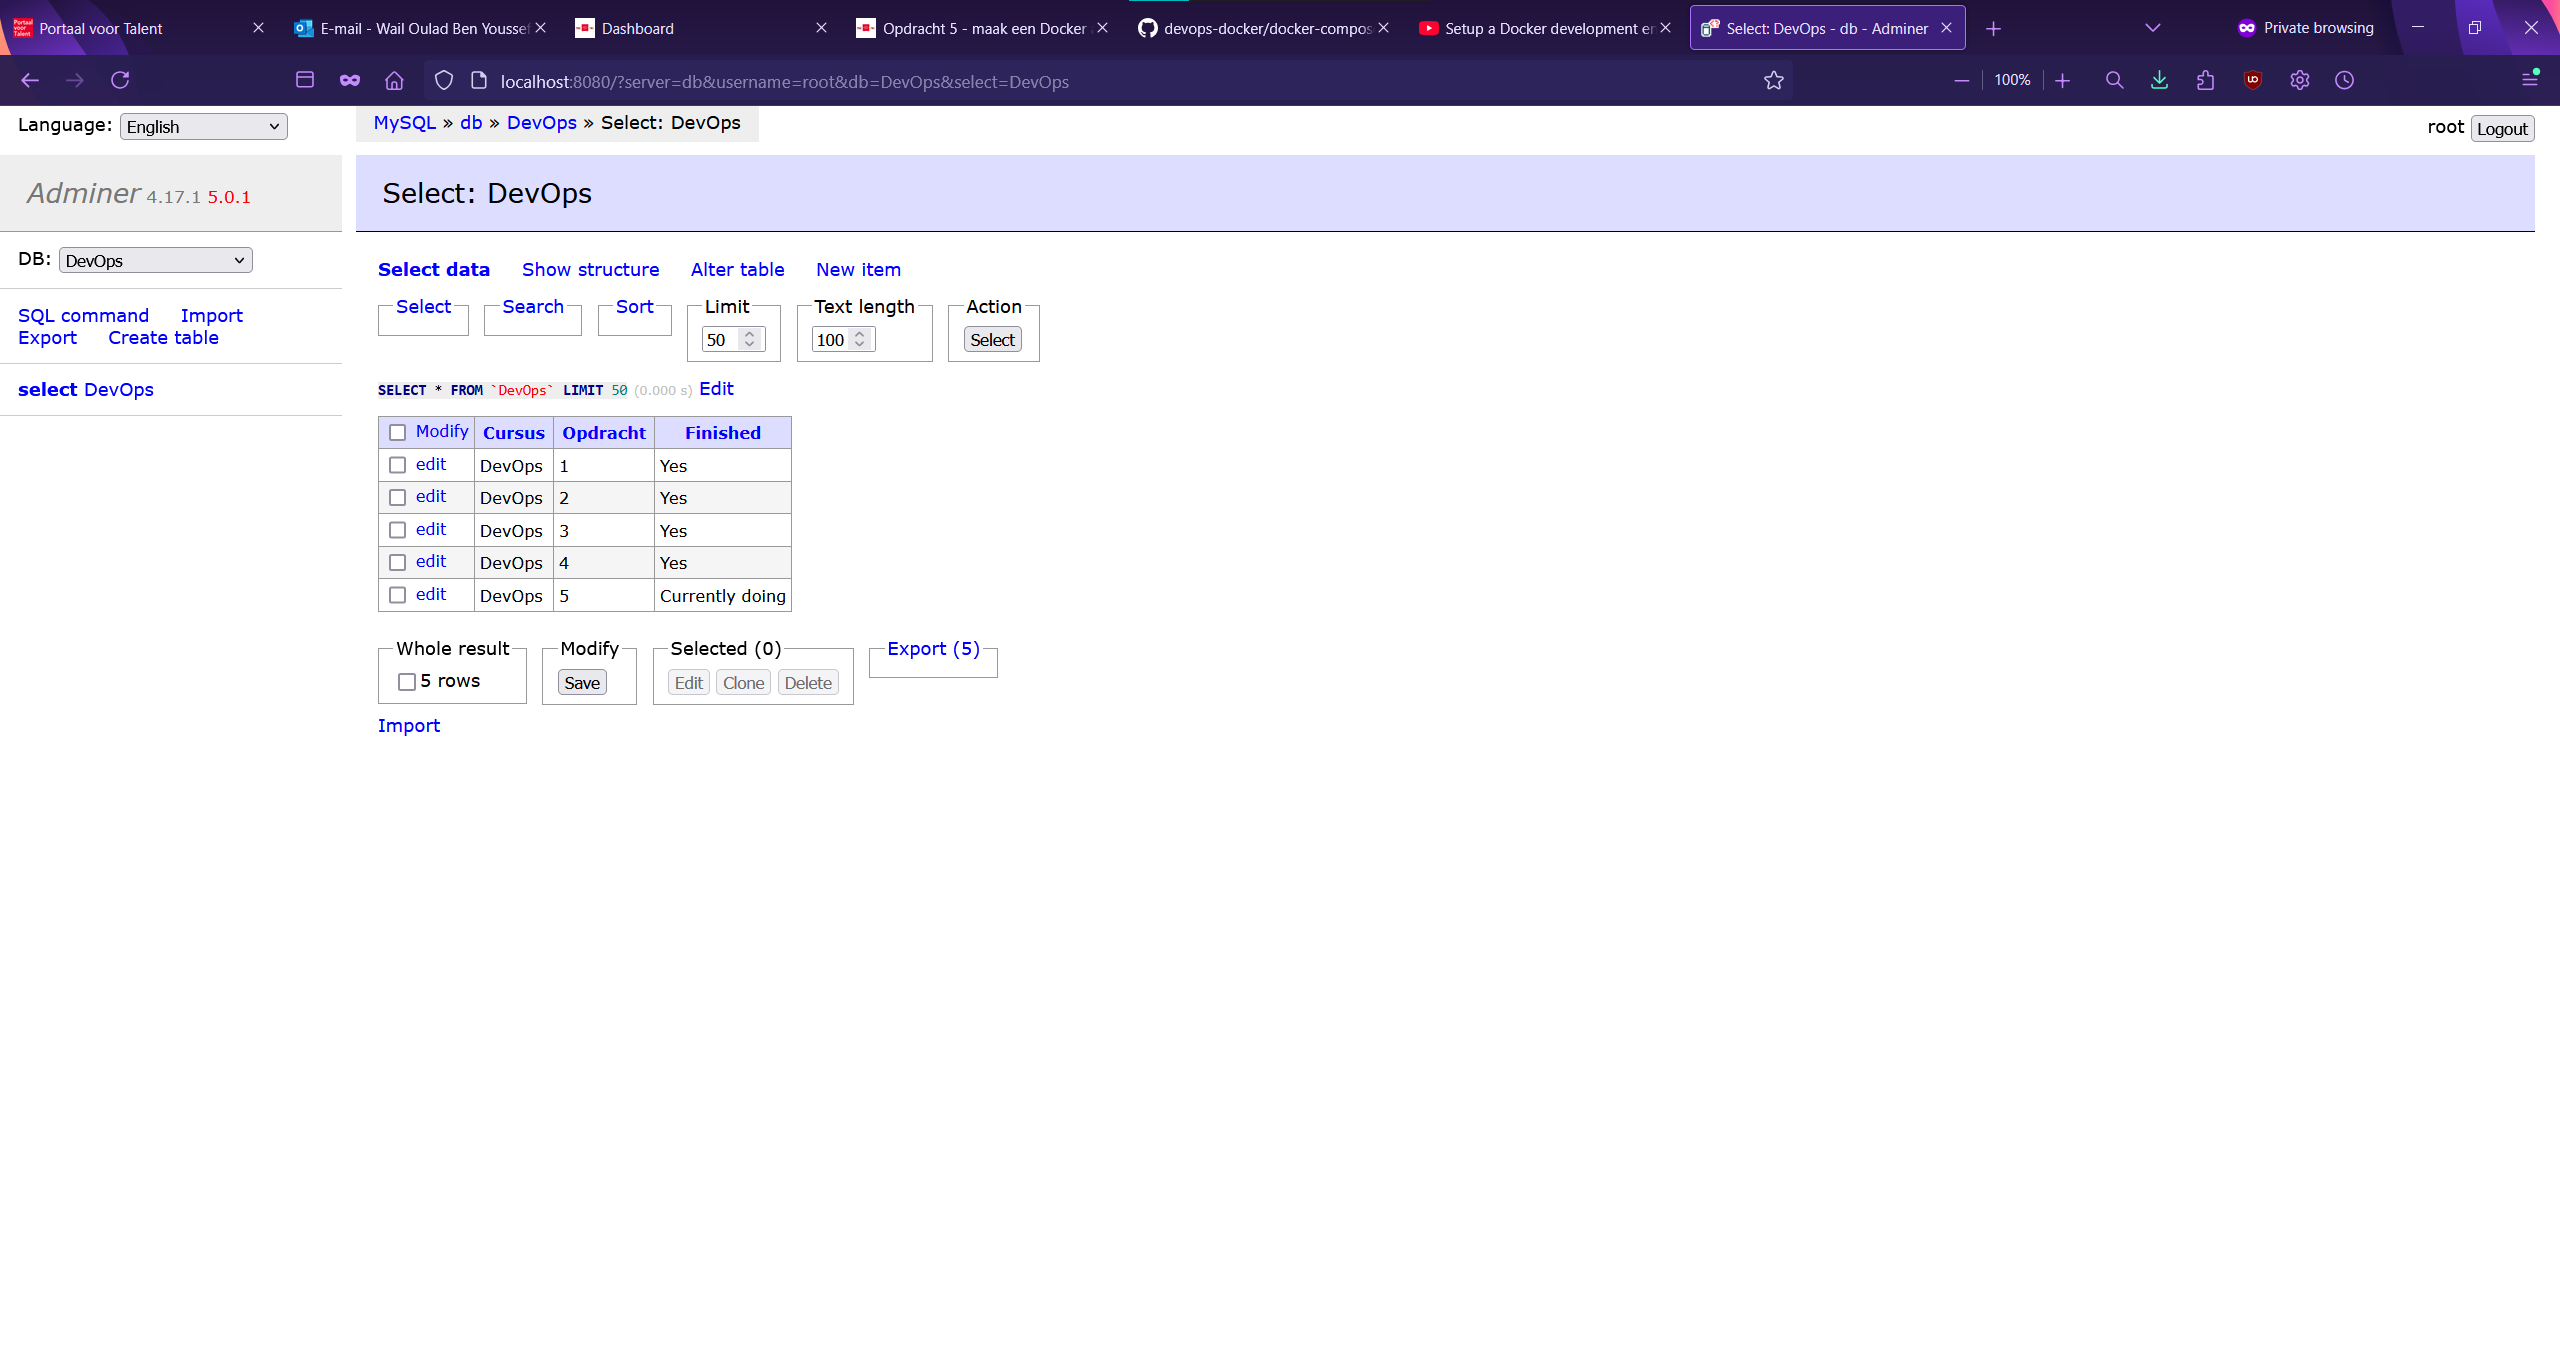 Portaal voor Talent
E-mail - Wail Oulad Ben Yousse
Dashboard
Opdracht 5 - maak een Docker
devops-docker/docker-compos
Setup a Docker development e
Select: DevOps - db - Adminer
Private browsing
localhost:8080/?server=db&username=root&db=DevOps&select=DevOps
100%
Language: English
MySQL » db » DevOps » Select: DevOps
root Logout
Adminer 4.17.1 5.0.1
Select: DevOps
DB: DevOps
Select data Show structure Alter table New item
SQL command Import
Export Create table
Select Search Sort Limit Text length Action
50 100 Select
select DevOps
SELECT * FROM `DevOps` LIMIT 50 (0.000 s) Edit
Modify Cursus Opdracht Finished
edit DevOps 1 Yes
edit DevOps 2 Yes
edit DevOps 3 Yes
edit DevOps 4 Yes
edit DevOps 5 Currently doing
Whole result Modify Selected (0) Export (5)
5 rows Save Edit Clone Delete
Import